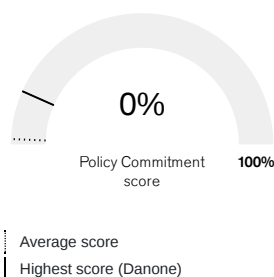 0%
Policy Commitment 100%
score
Average score
Highest score (Danone)